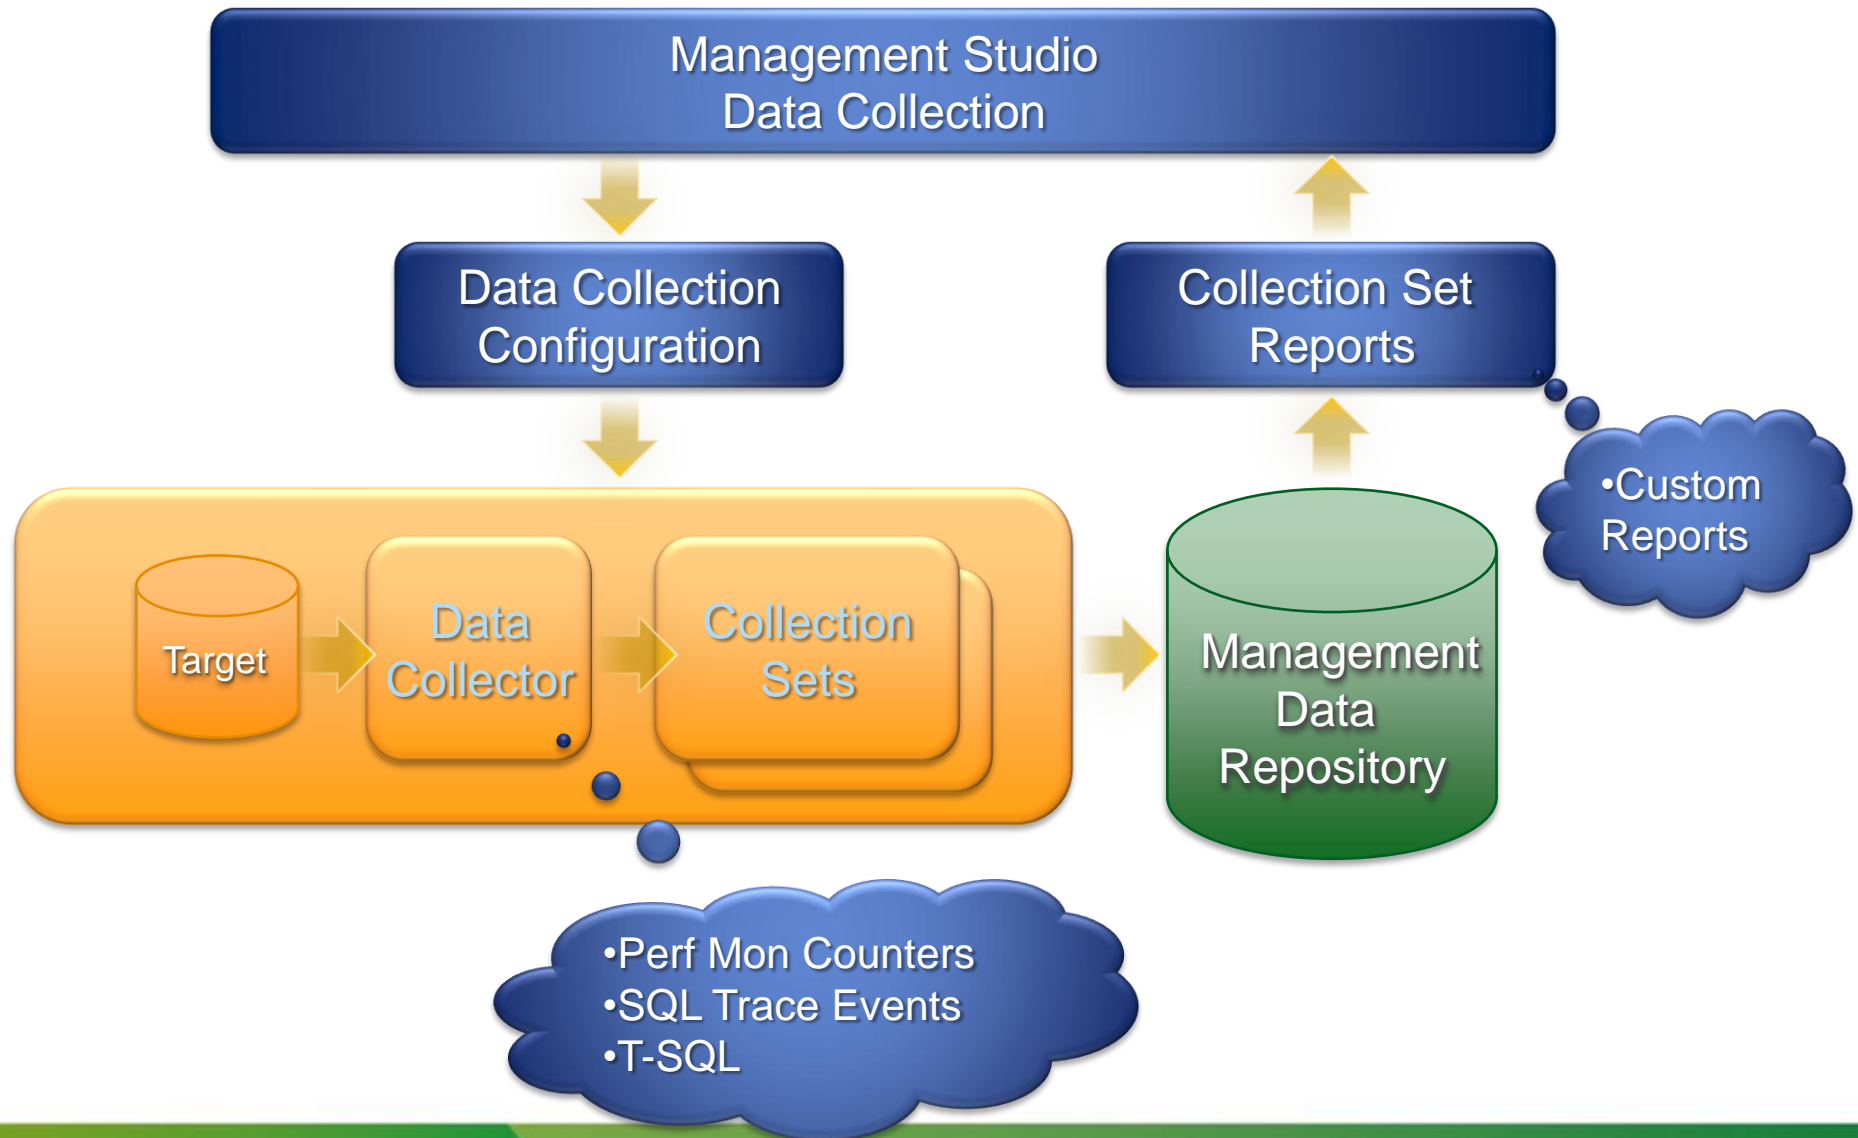 Management Studio
Data Collection
Data Collection
Configuration
Collection Set
Reports
•Custom
Reports
Target
Data
Collector
Collection
Sets
Management
Data
Repository
•Perf Mon Counters
•SQL Trace Events
•T-SQL